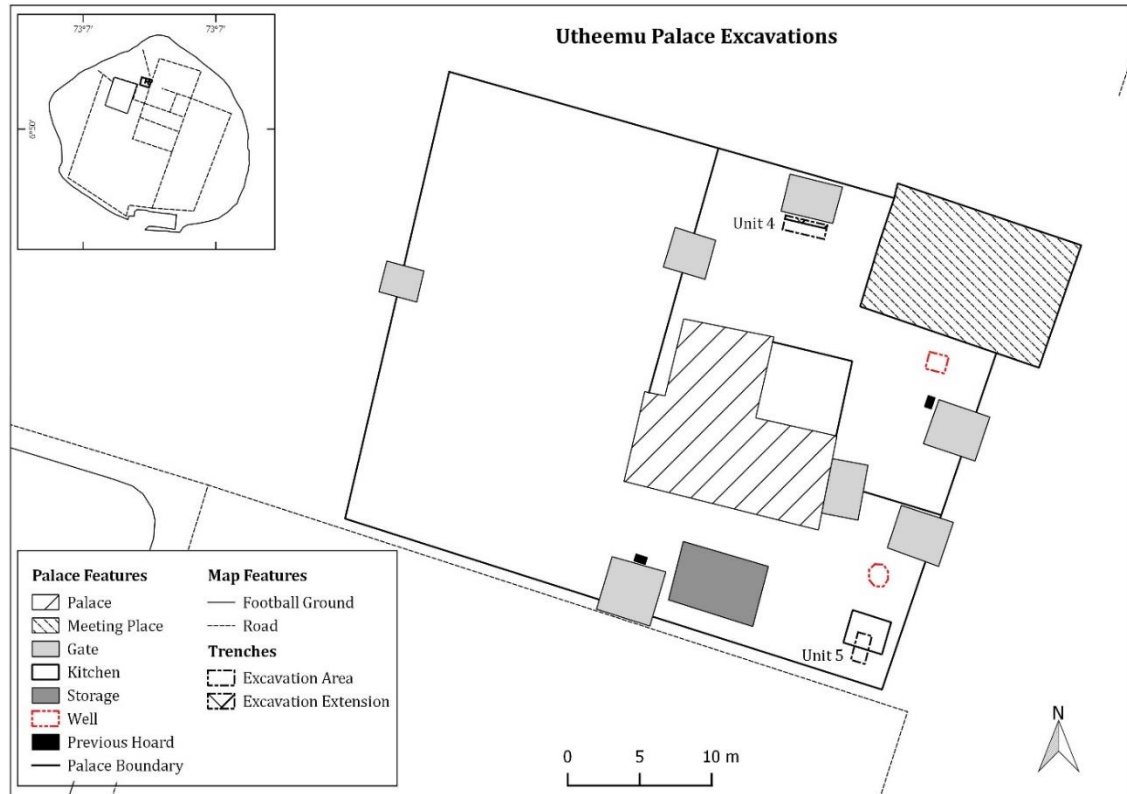 Utheemu Palace Excavations
73°7'
73°7'
6°50'
Unit 4
Unit 5
Palace Features
Palace
Meeting Place
Gate
Kitchen
Storage
Well
Previous Hoard
Palace Boundary
Map Features
Football Ground
Road
Trenches
Excavation Area
Excavation Extension
0 5 10 m
N